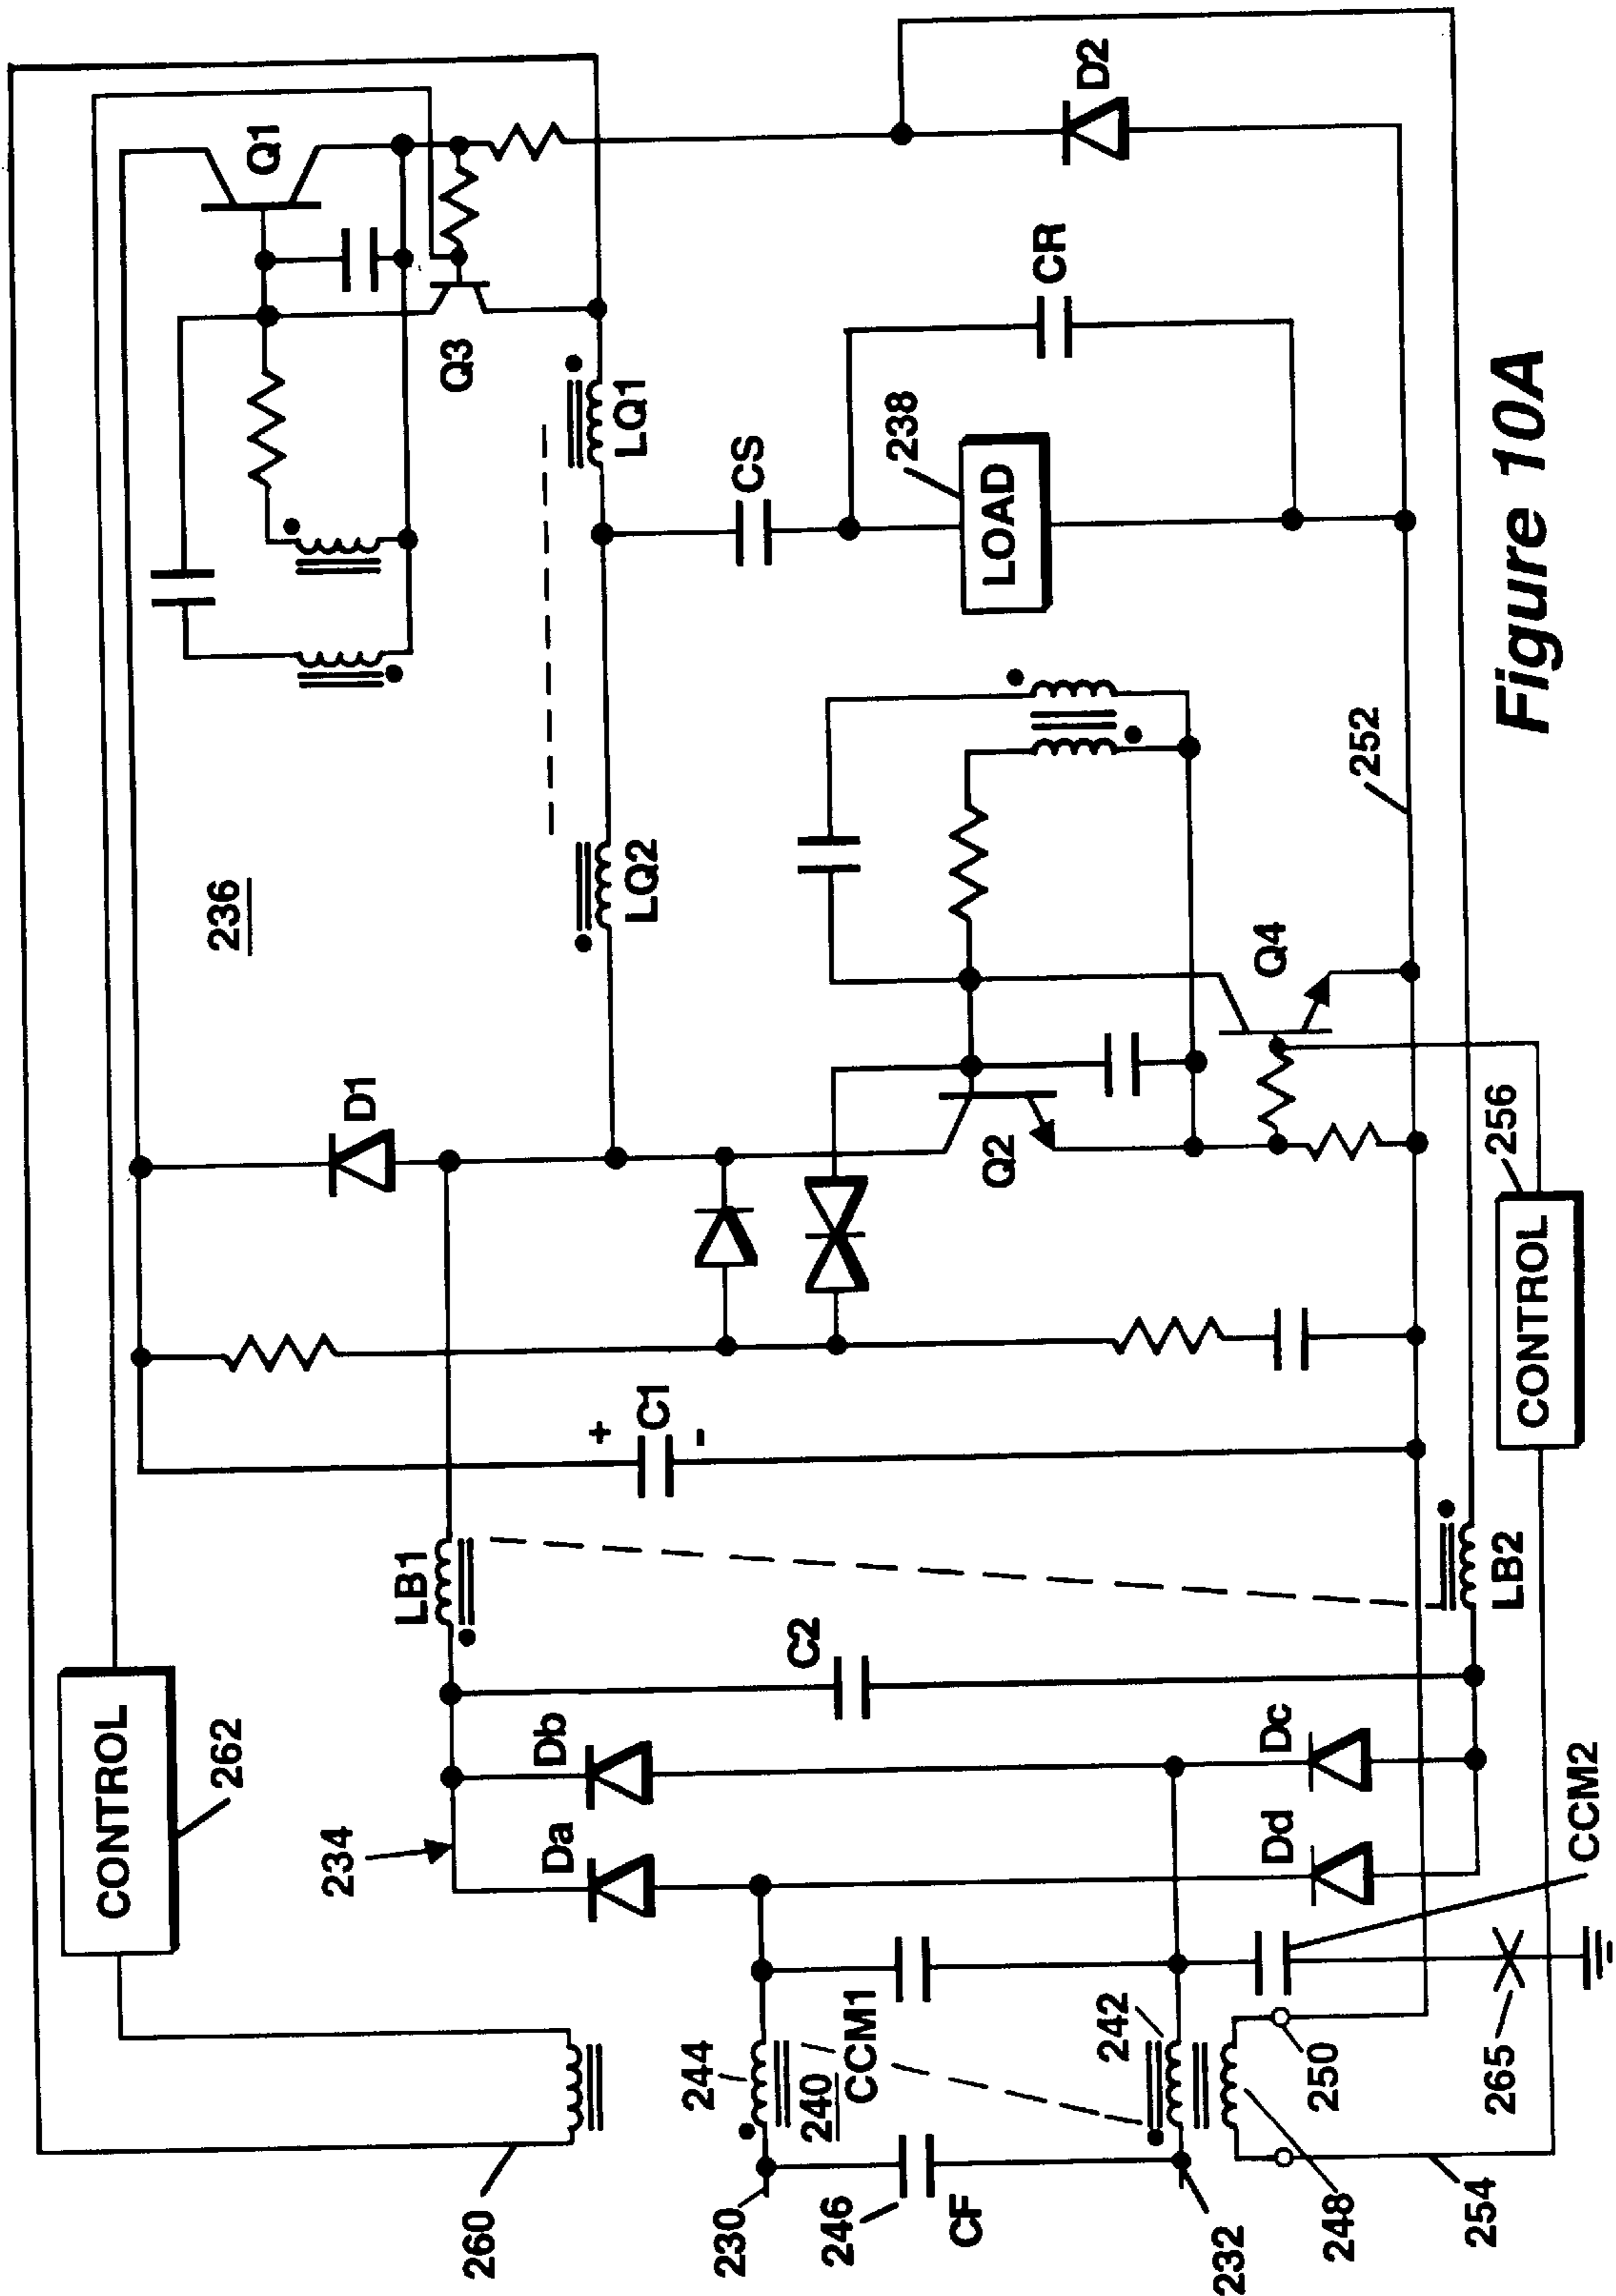 CONTROL
262
260
236
Q1
Q3
D1
LQ2
LQ1
D2
LB1
+
C1
-
CS
238
LOAD
CR
234
Da
Db
C2
Q2
Q4
230
244
240
CCM1
246
CF
242
232
248
250
254
265
Dd
Dc
CCM2
LB2
CONTROL
256
252
Figure 10A